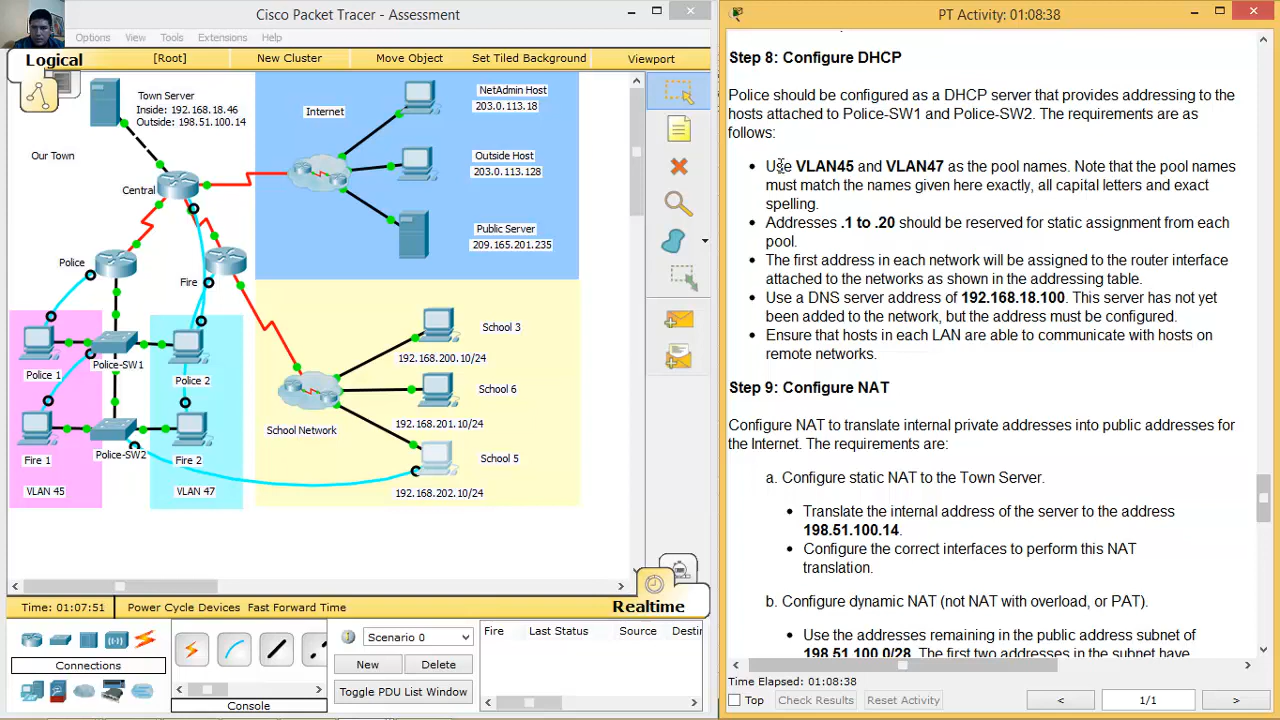 Cisco Packet Tracer - Assessment
Options View Tools Extensions Help
Logical [Root] New Cluster Move Object Set Tiled Background Viewport
Town Server
Inside: 192.168.18.46
Outside: 198.51.100.14
Our Town
Central
Police
Fire
Internet
NetAdmin Host
203.0.113.18
Outside Host
203.0.113.128
Public Server
209.165.201.235
Police 1
Police-SW1
Police 2
Fire 1
Police-SW2
Fire 2
VLAN 45
VLAN 47
School 3
192.168.200.10/24
School 6
192.168.201.10/24
School Network
School 5
192.168.202.10/24
Time: 01:07:51 Power Cycle Devices Fast Forward Time
Realtime
Connections
Console
Scenario 0
New Delete
Toggle PDU List Window
Fire Last Status Source Destir
PT Activity: 01:08:38
Step 8: Configure DHCP
Police should be configured as a DHCP server that provides addressing to the
hosts attached to Police-SW1 and Police-SW2. The requirements are as
follows:
• Use VLAN45 and VLAN47 as the pool names. Note that the pool names
must match the names given here exactly, all capital letters and exact
spelling.
• Addresses .1 to .20 should be reserved for static assignment from each
pool.
• The first address in each network will be assigned to the router interface
attached to the networks as shown in the addressing table.
• Use a DNS server address of 192.168.18.100. This server has not yet
been added to the network, but the address must be configured.
• Ensure that hosts in each LAN are able to communicate with hosts on
remote networks.
Step 9: Configure NAT
Configure NAT to translate internal private addresses into public addresses for
the Internet. The requirements are:
a. Configure static NAT to the Town Server.
• Translate the internal address of the server to the address
198.51.100.14.
• Configure the correct interfaces to perform this NAT
translation.
b. Configure dynamic NAT (not NAT with overload, or PAT).
• Use the addresses remaining in the public address subnet of
198.51.100.0/28. The first two addresses in the subnet have
Time Elapsed: 01:08:38
Top Check Results Reset Activity < 1/1 >